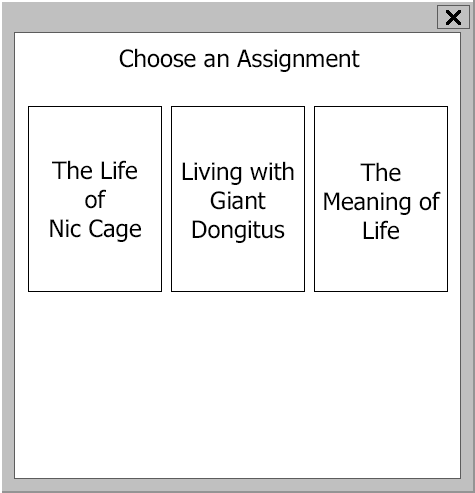 Choose an Assignment
The Life
of
Nic Cage
Living with
Giant
Dongitus
The
Meaning of
Life